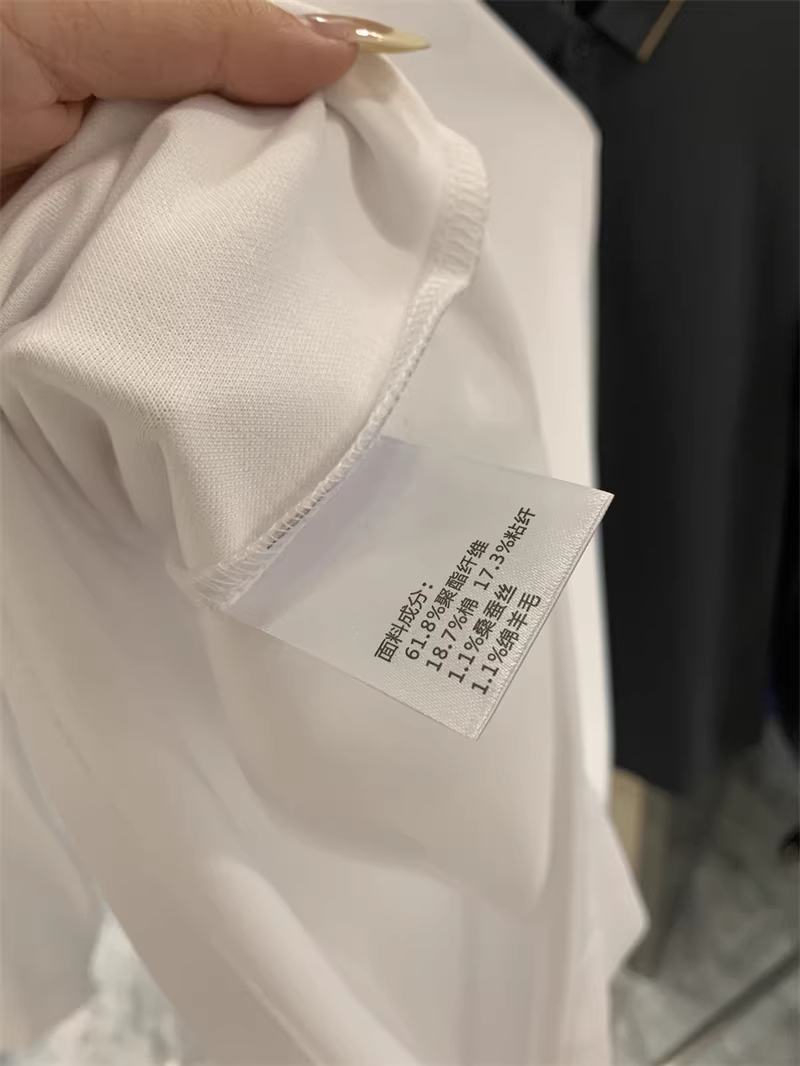 面料成分：
61.8%聚酯纤维
18.7%棉 17.3%粘纤
1.1%桑蚕丝
1.1%绵羊毛